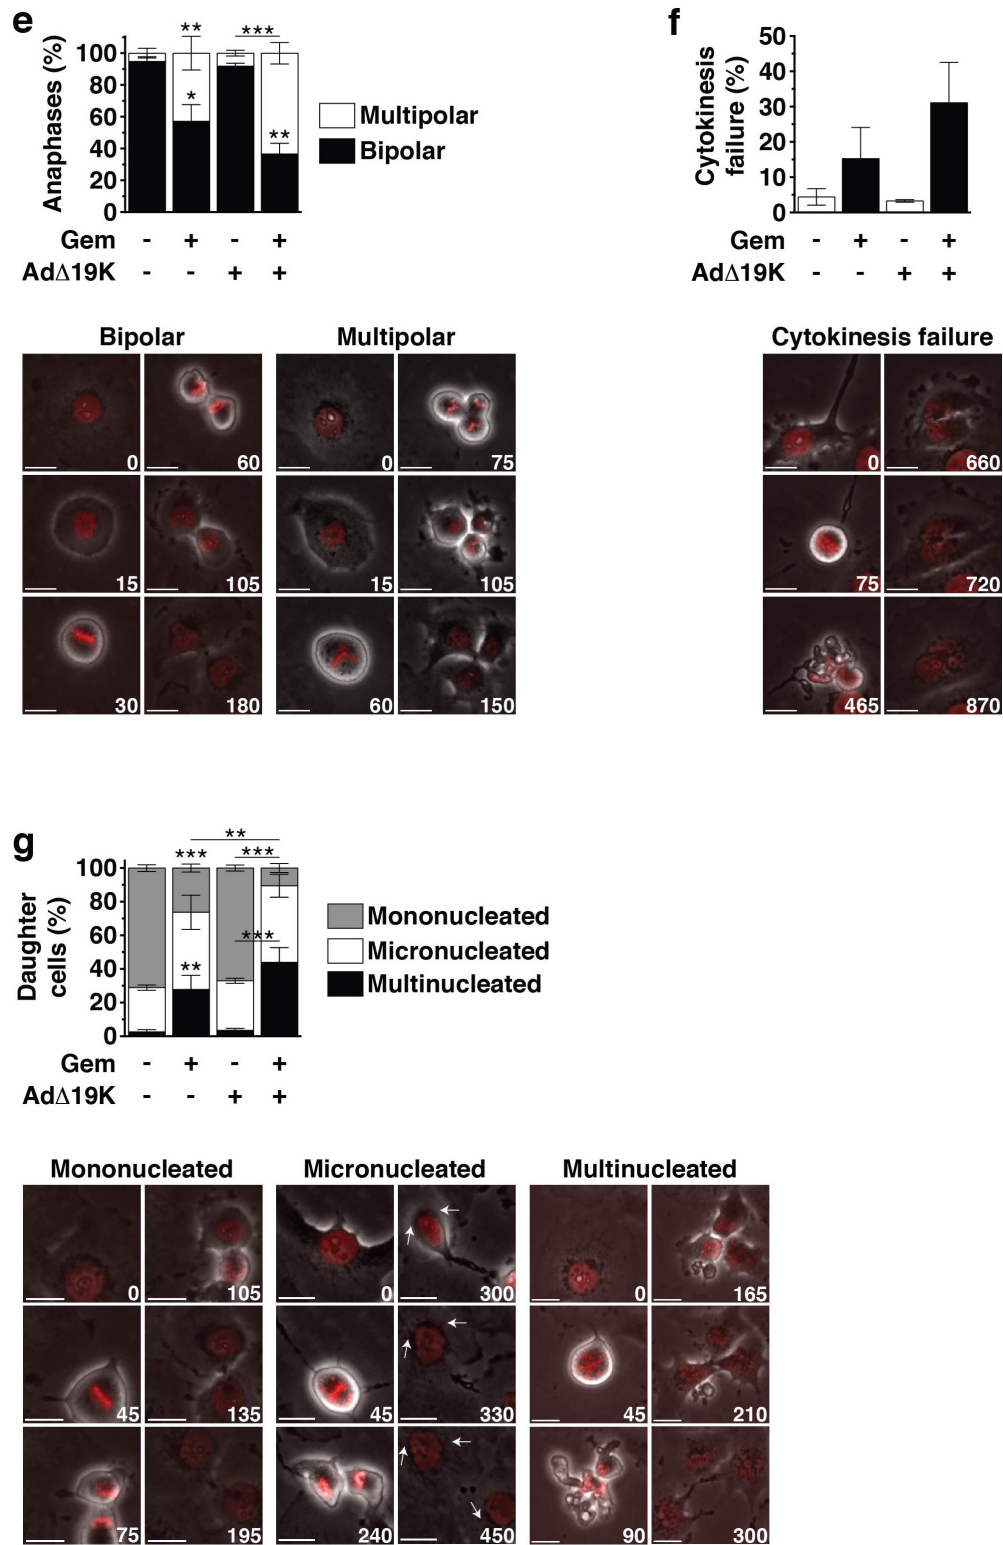 e
Anaphases (%)
100
80
60
40
20
0
** ***
*
**
Multipolar
Bipolar
Gem - + - +
AdΔ19K - - + +
f
Cytokinesis
failure (%)
50
40
30
20
10
0
Gem - + - +
AdΔ19K - - + +
Bipolar Multipolar Cytokinesis failure
0 60 0 75 0 660
15 105 15 105 75 720
30 180 60 150 465 870
g
Daughter
cells (%)
100
80
60
40
20
0
**
*** ***
***
**
Mononucleated
Micronucleated
Multinucleated
Gem - + - +
AdΔ19K - - + +
Mononucleated Micronucleated Multinucleated
0 105 0 300 0 165
45 135 45 330 45 210
75 195 240 450 90 300